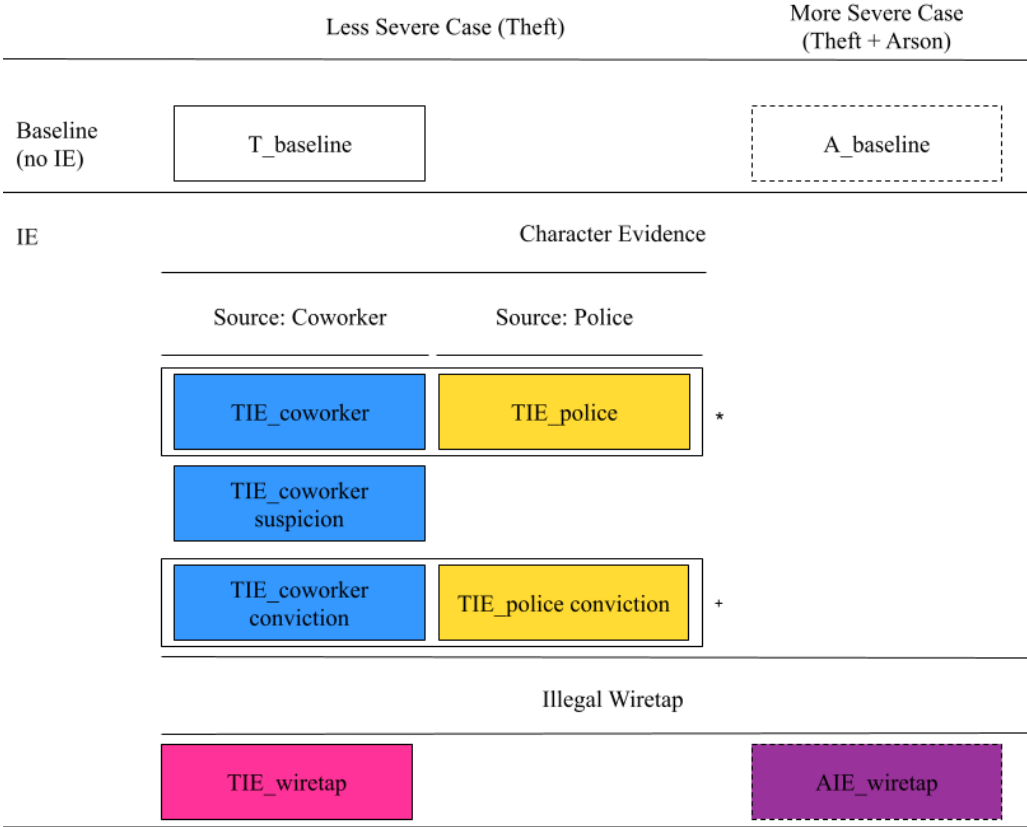 Less Severe Case (Theft)
More Severe Case
(Theft + Arson)
Baseline
(no IE)
T_baseline
A_baseline
IE
Character Evidence
Source: Coworker
Source: Police
TIE_coworker
TIE_police
*
TIE_coworker
suspicion
TIE_coworker
conviction
TIE_police conviction
+
Illegal Wiretap
TIE_wiretap
AIE_wiretap